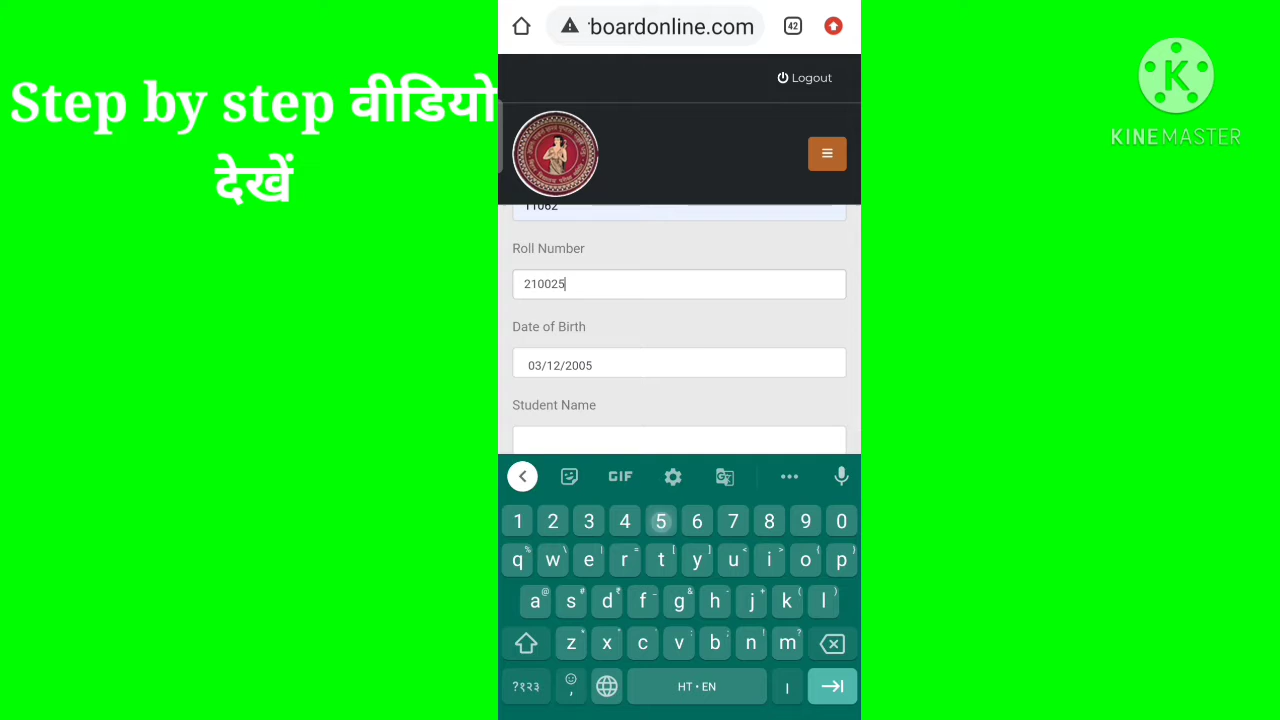 Step by step वीडियो
देखें
boardonline.com
42
Logout
KINEMASTER
11062
Roll Number
210025
Date of Birth
03/12/2005
Student Name
GIF
1 2 3 4 5 6 7 8 9 0
q w e r t y u i o p
a s d f g h j k l
z x c v b n m
?१२३ , HT • EN ।